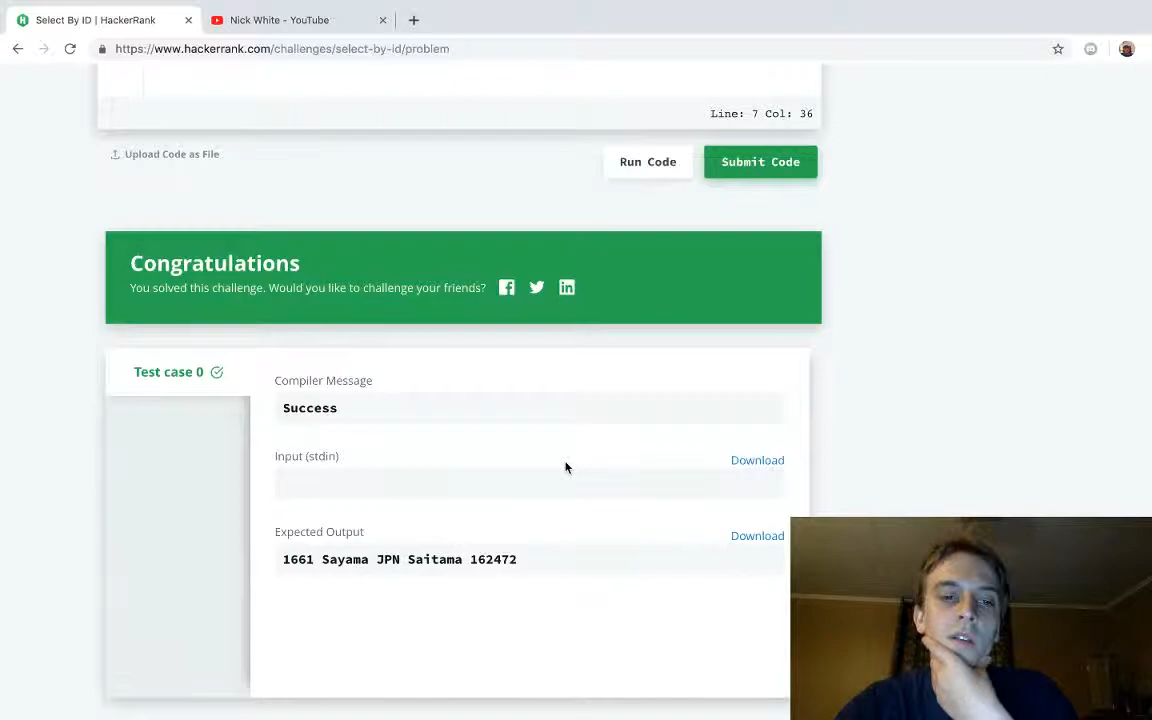 Select By ID | HackerRank
Nick White - YouTube
https://www.hackerrank.com/challenges/select-by-id/problem
Line: 7 Col: 36
Upload Code as File
Run Code
Submit Code
Congratulations
You solved this challenge. Would you like to challenge your friends?
Test case 0
Compiler Message
Success
Input (stdin)
Download
Expected Output
Download
1661 Sayama JPN Saitama 162472